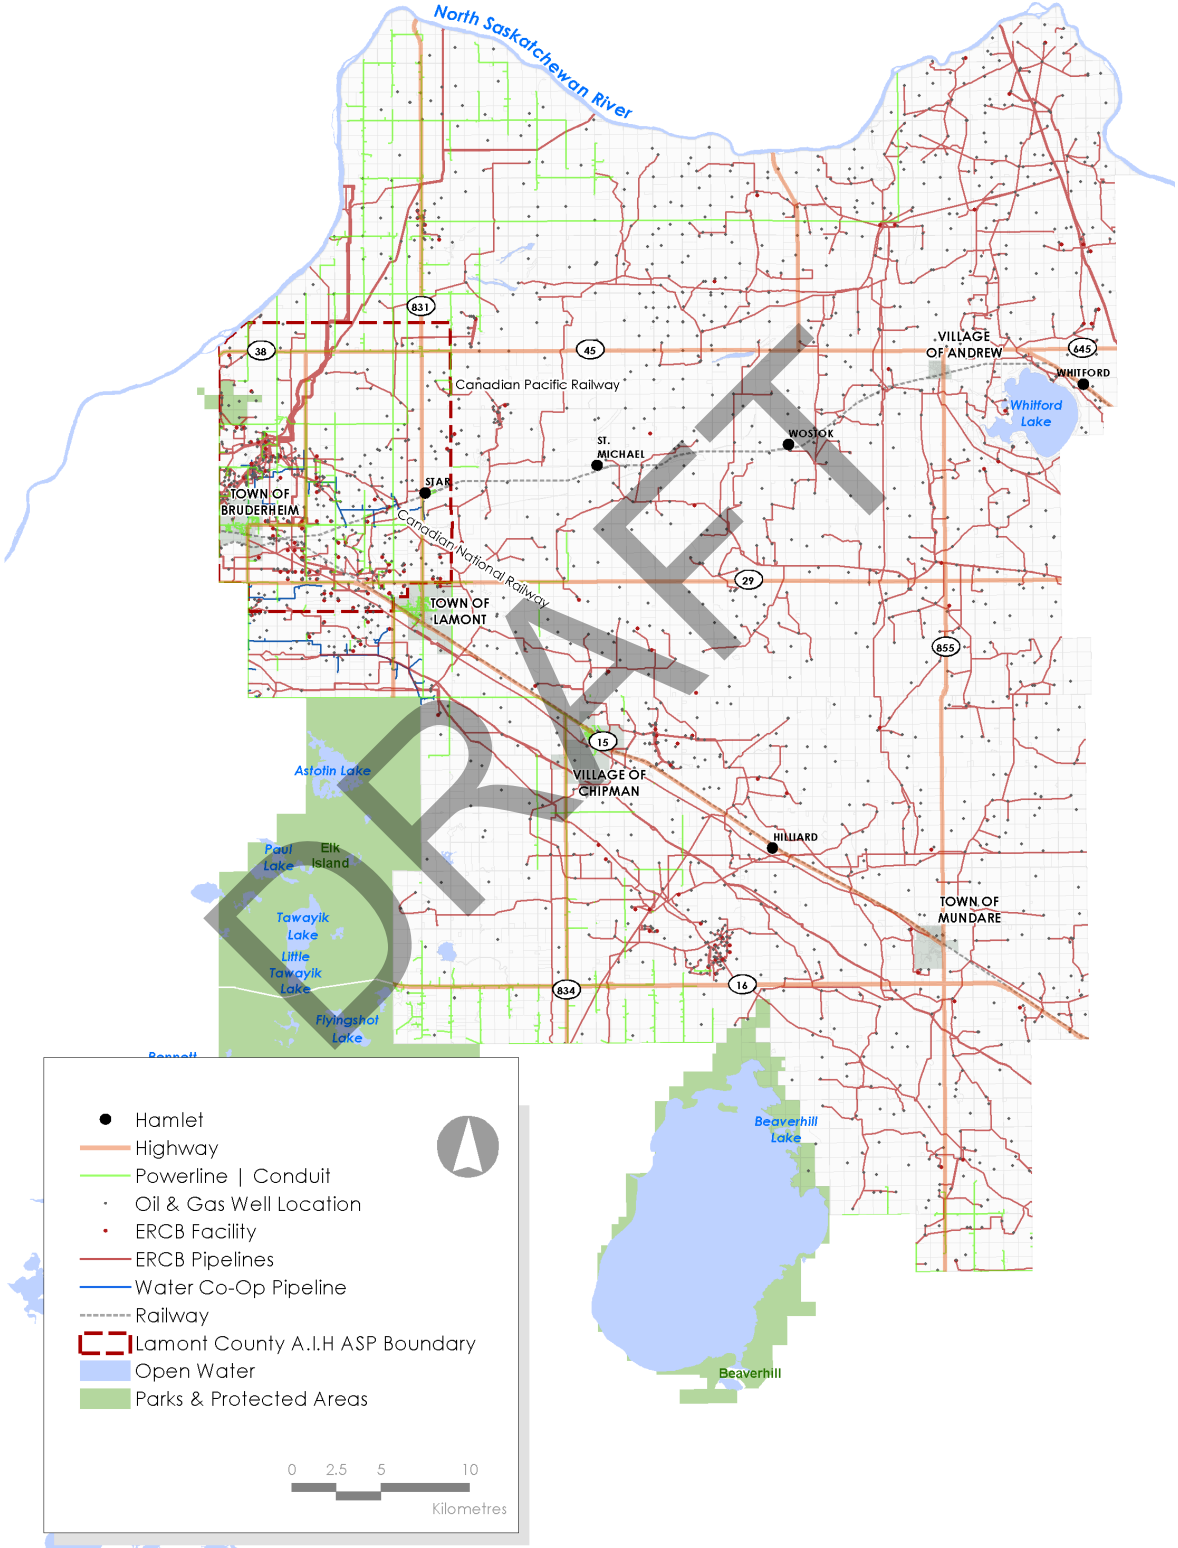 North Saskatchewan River
831
38
45
VILLAGE
OF ANDREW
645
WHITFORD
Canadian Pacific Railway
Whitford
Lake
WOSTOK
ST.
MICHAEL
STAR
TOWN OF
BRUDERHEIM
Canadian National Railway
29
TOWN OF
LAMONT
855
15
Astotin Lake
VILLAGE OF
CHIPMAN
HILLIARD
Paul
Lake
Elk
Island
TOWN OF
MUNDARE
Tawayik
Lake
Little
Tawayik
Lake
16
834
Flyingshot
Lake
Bennett
DRAFT
Beaverhill
Lake
Beaverhill
Hamlet
Highway
Powerline | Conduit
Oil & Gas Well Location
ERCB Facility
ERCB Pipelines
Water Co-Op Pipeline
Railway
Lamont County A.I.H ASP Boundary
Open Water
Parks & Protected Areas
0 2.5 5 10
Kilometres